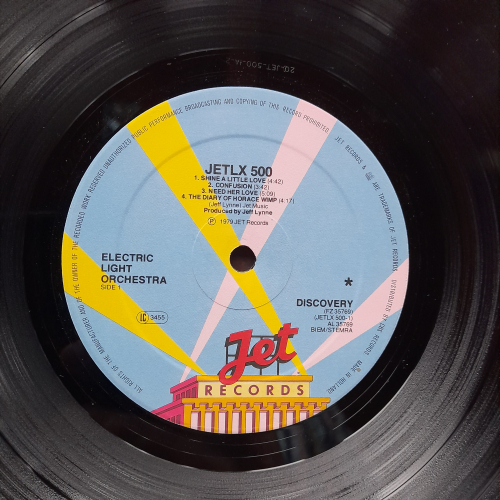 JETLX 500
1. SHINE A LITTLE LOVE (4:42)
2. CONFUSION (3:42)
3. NEED HER LOVE (5:09)
4. THE DIARY OF HORACE WIMP (4:17)
(Jeff Lynne) Jet Music
Produced by Jeff Lynne
℗ 1979 JET Records
ELECTRIC
LIGHT
ORCHESTRA
SIDE 1
*
DISCOVERY
(FZ 35769)
(JETLX 500-1)
AL 35769
BIEM/STEMRA
3455
Jet
RECORDS
ALL RIGHTS OF THE MANUFACTURER AND OF THE OWNER OF THE RECORDED WORK RESERVED UNAUTHORIZED PUBLIC PERFORMANCE BROADCASTING AND COPYING OF THIS RECORD PROHIBITED
JET RECORDS & ARE TRADEMARKS OF JET RECORDS, DISTRIBUTED BY CBS RECORDS
MADE IN HOLLAND